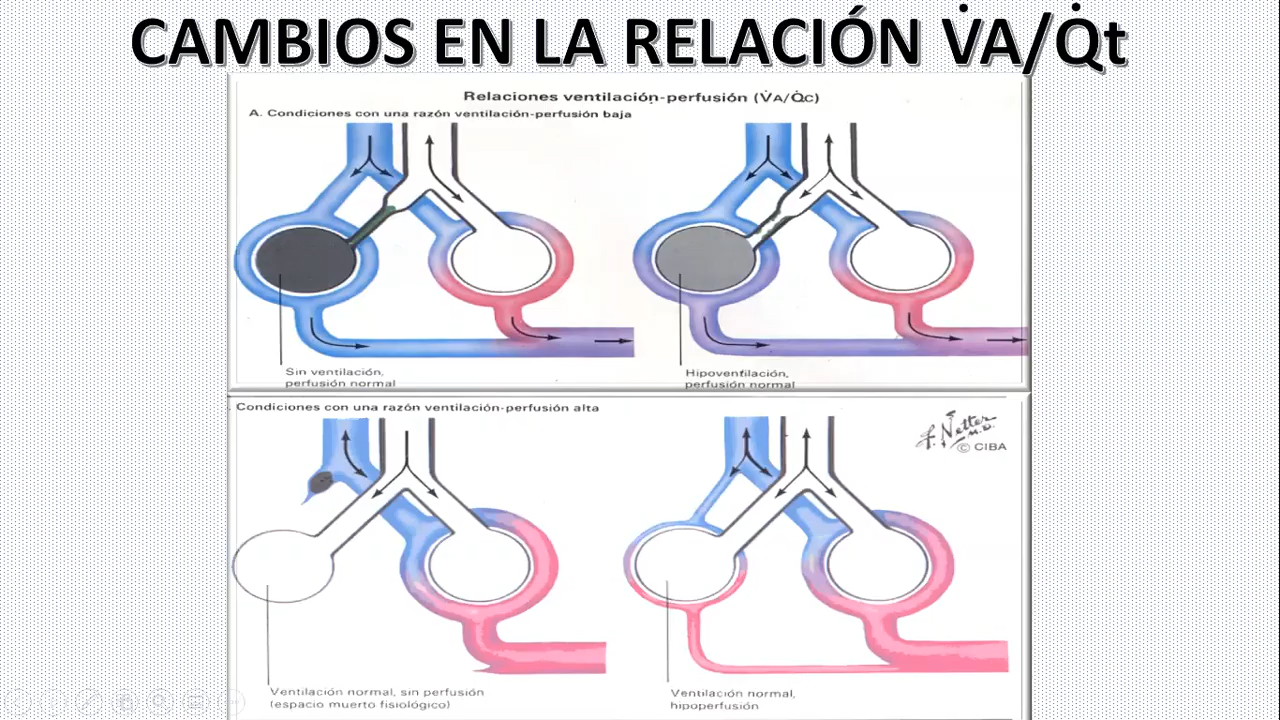 CAMBIOS EN LA RELACIÓN V̇A/Q̇t
Relaciones ventilación-perfusión (V̇A/Q̇C)
A. Condiciones con una razón ventilación-perfusión baja
Sin ventilación,
perfusión normal
Hipoventilación,
perfusión normal
Condiciones con una razón ventilación-perfusión alta
F. Netter
M.D.
© CIBA
Ventilación normal, sin perfusión
(espacio muerto fisiológico)
Ventilación normal,
hipoperfusión